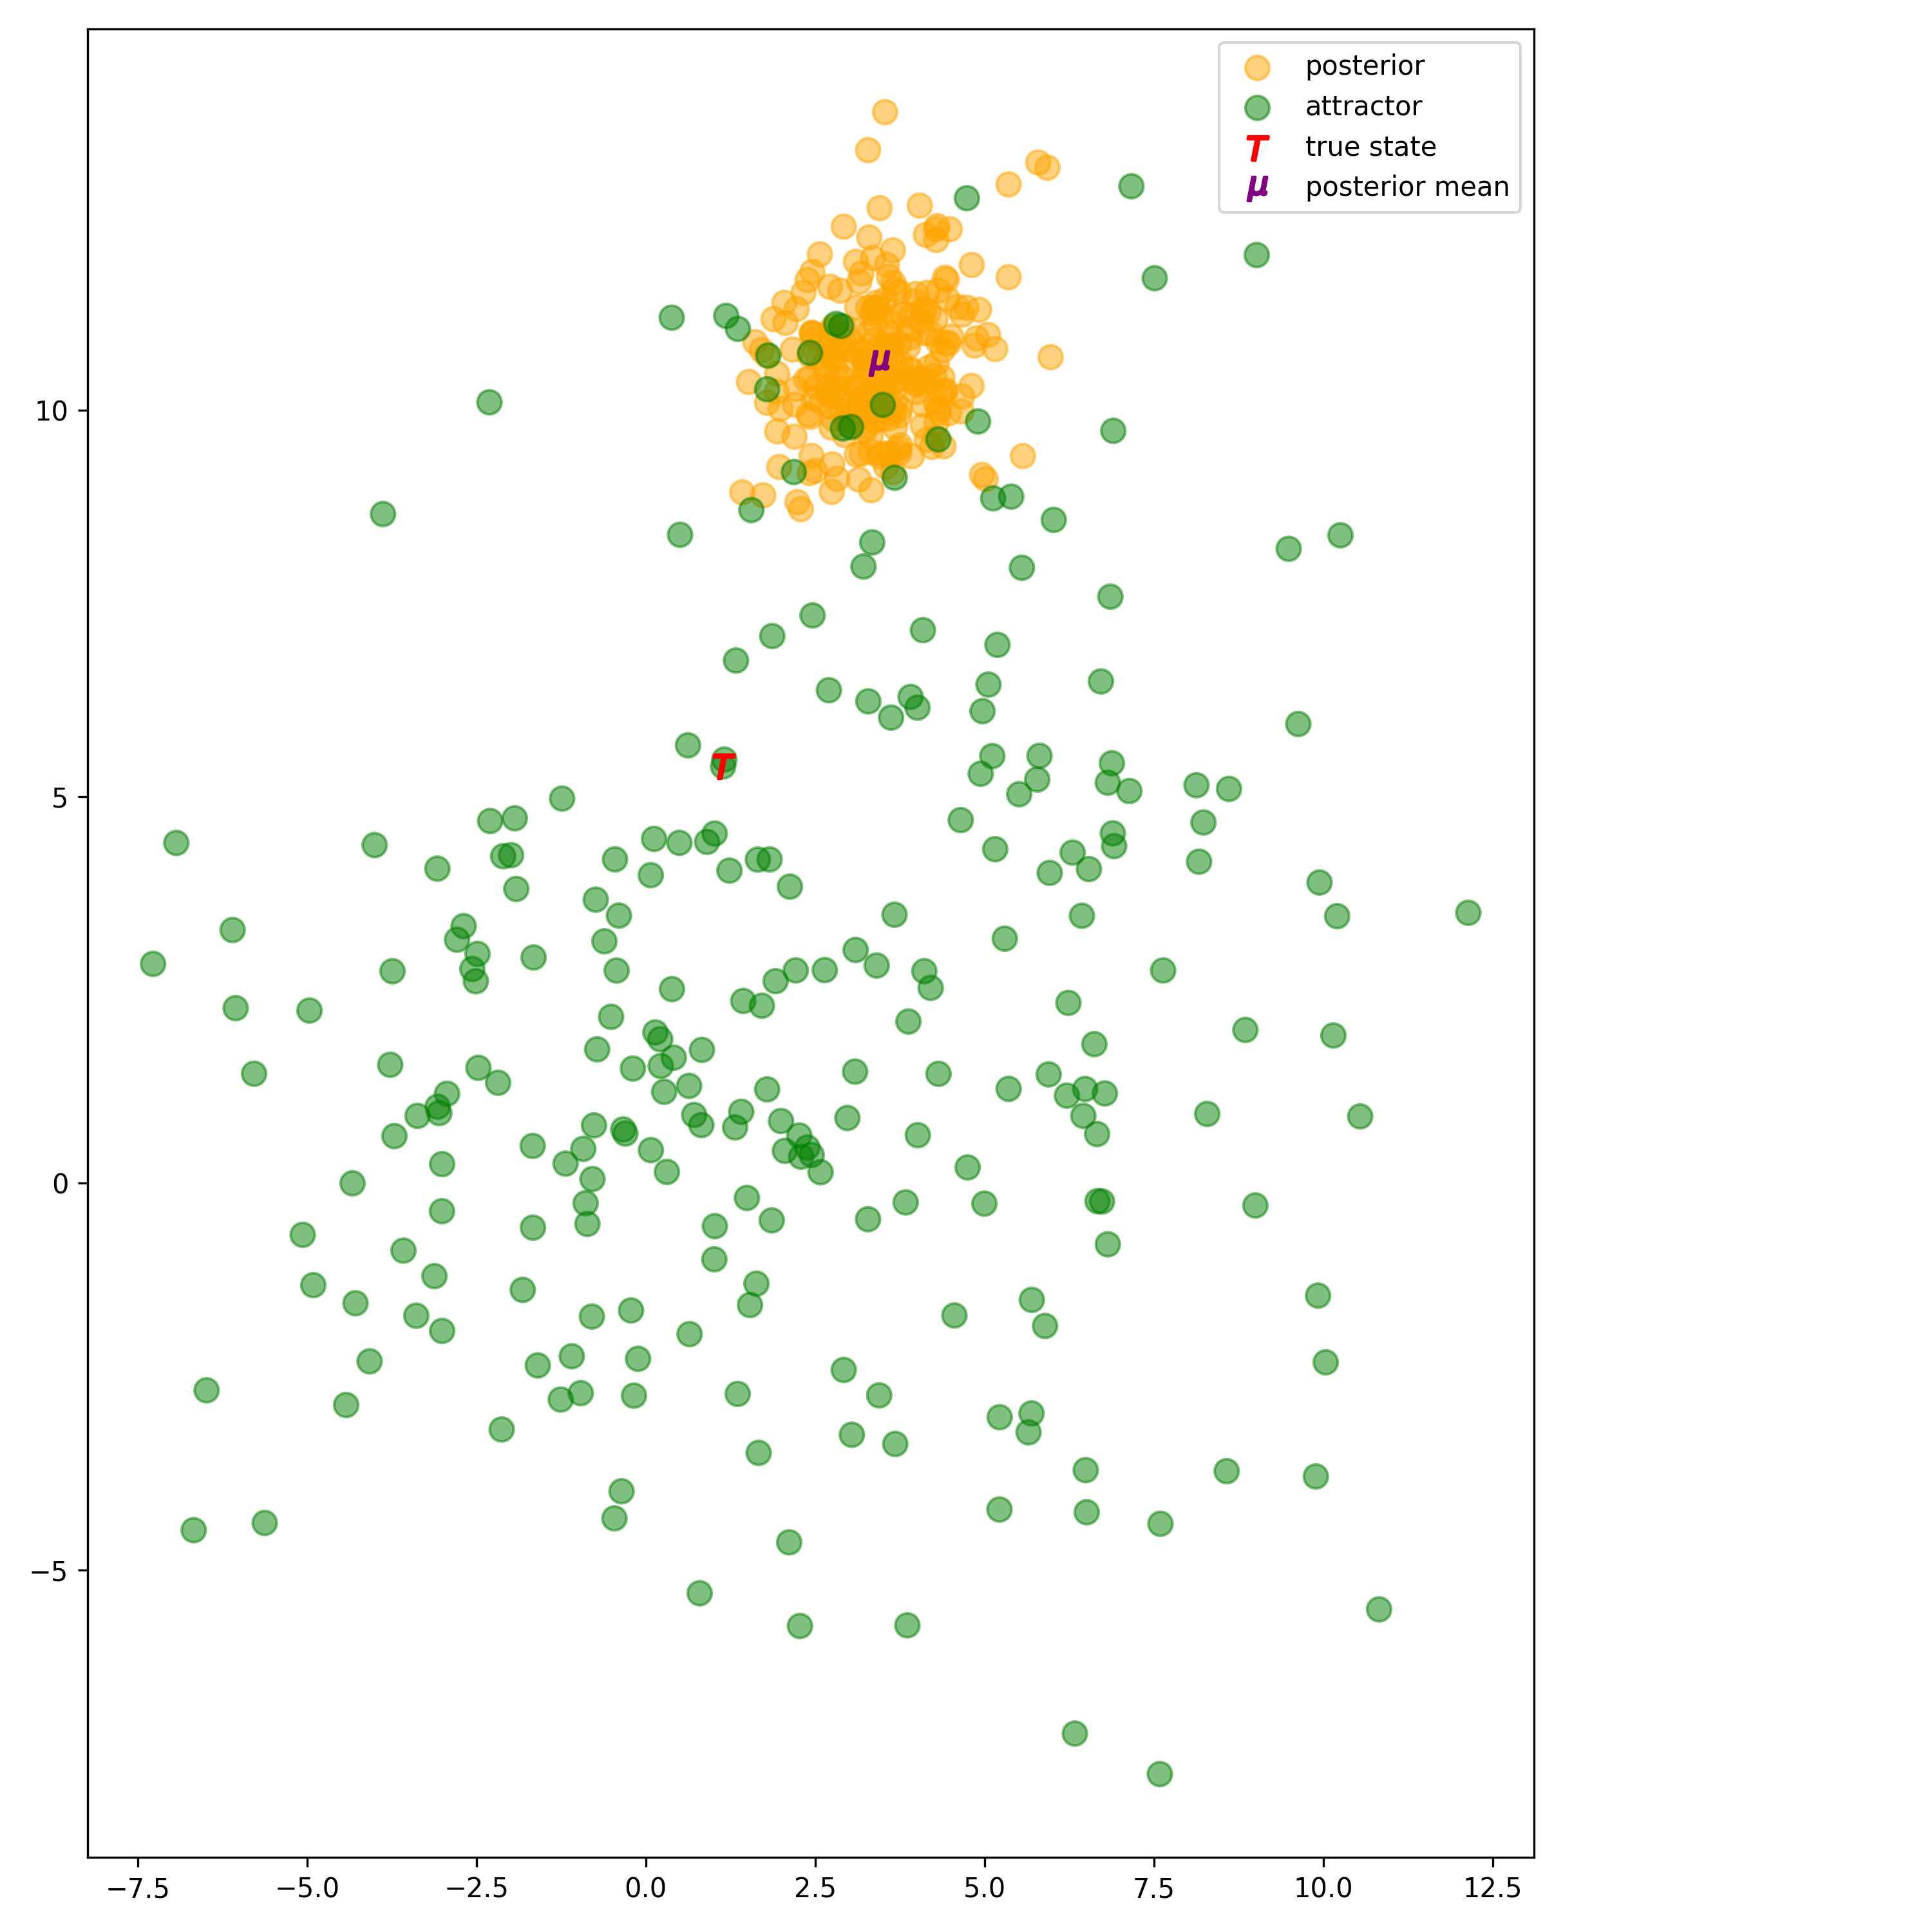 posterior
attractor
T true state
μ posterior mean
μ
T
10
5
0
−5
−7.5 −5.0 −2.5 0.0 2.5 5.0 7.5 10.0 12.5